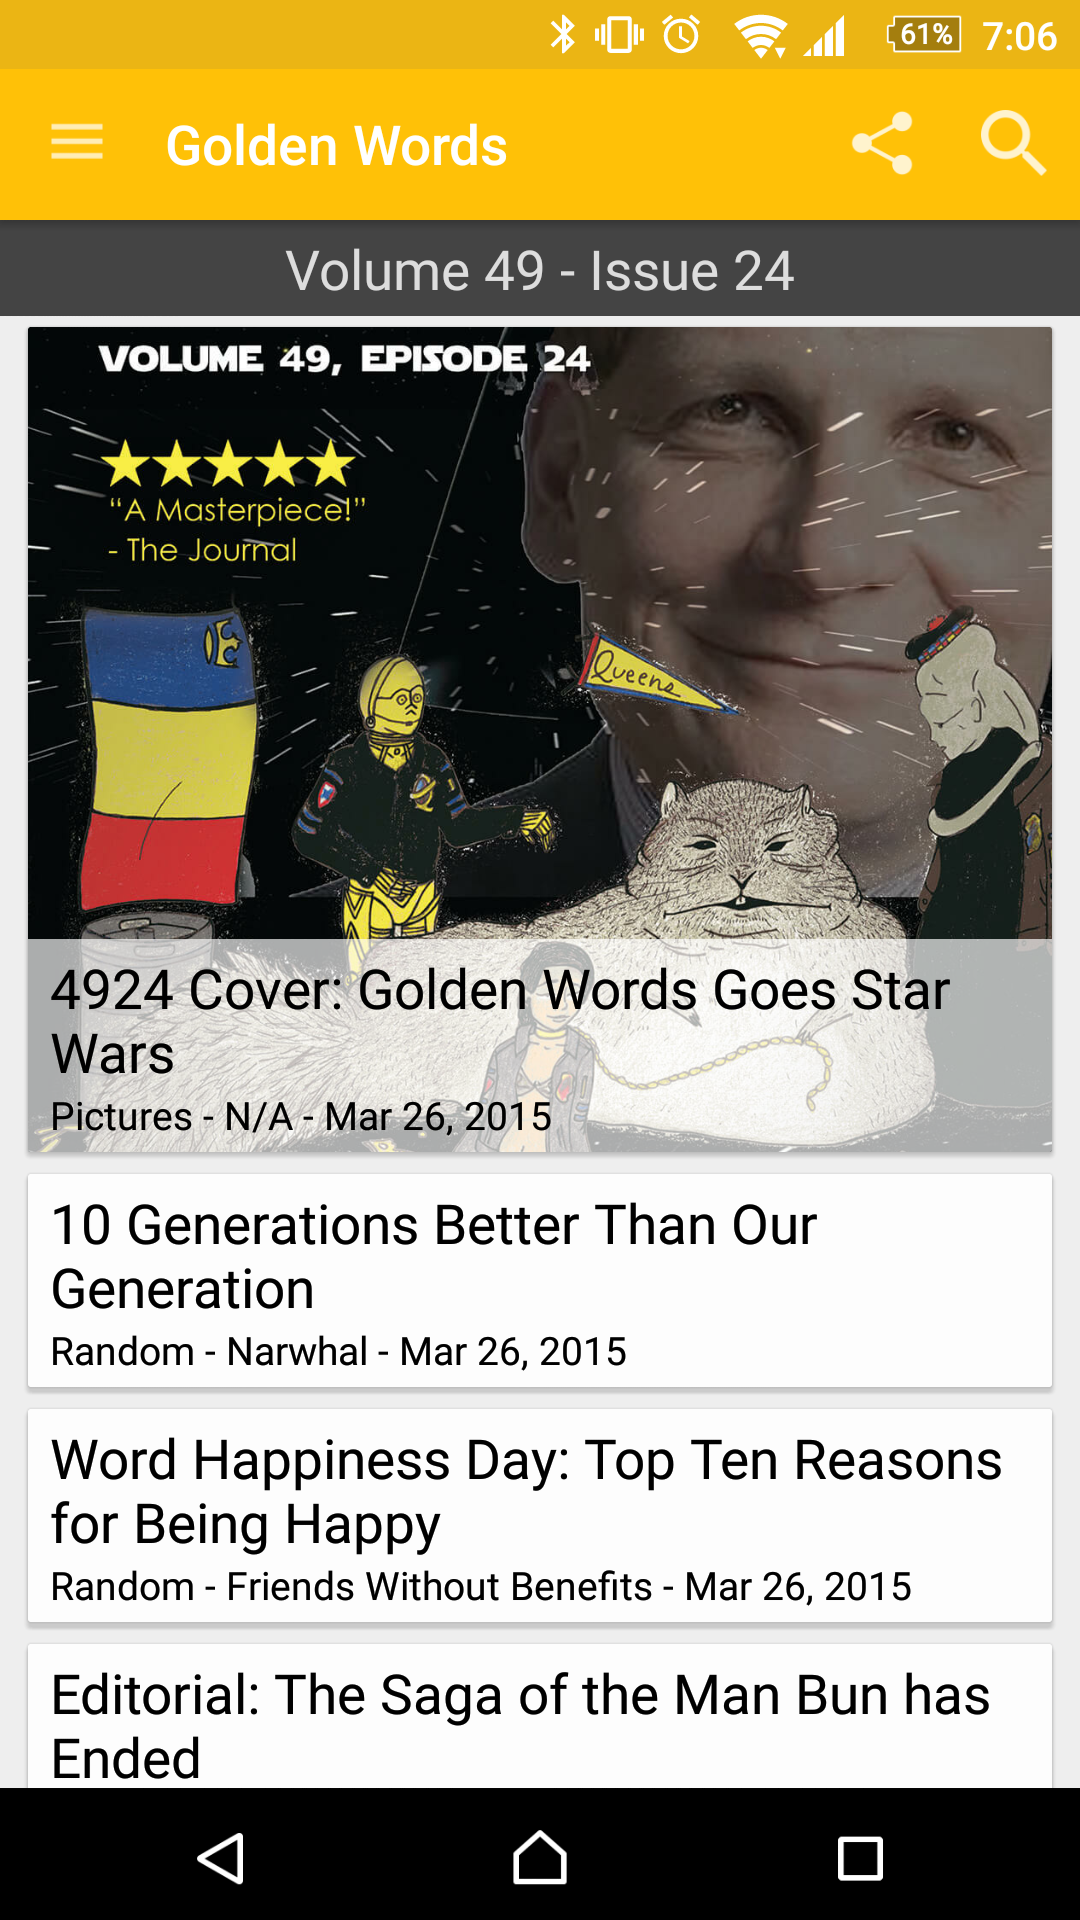 61% 7:06
Golden Words
Volume 49 - Issue 24
VOLUME 49, EPISODE 24
“A Masterpiece!”
- The Journal
Queens
4924 Cover: Golden Words Goes Star
Wars
Pictures - N/A - Mar 26, 2015
10 Generations Better Than Our
Generation
Random - Narwhal - Mar 26, 2015
Word Happiness Day: Top Ten Reasons
for Being Happy
Random - Friends Without Benefits - Mar 26, 2015
Editorial: The Saga of the Man Bun has
Ended